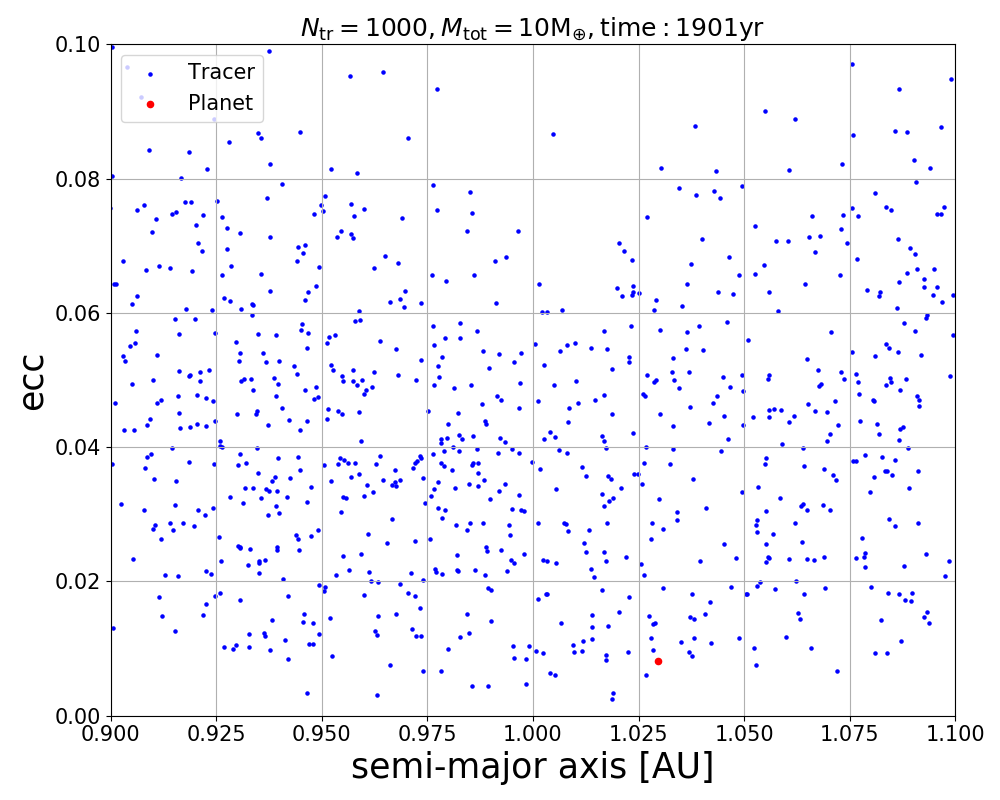 N_tr = 1000, M_tot = 10M_⊕, time : 1901yr
0.10
0.08
0.06
0.04
0.02
0.00
ecc
Tracer
Planet
0.900 0.925 0.950 0.975 1.000 1.025 1.050 1.075 1.100
semi-major axis [AU]